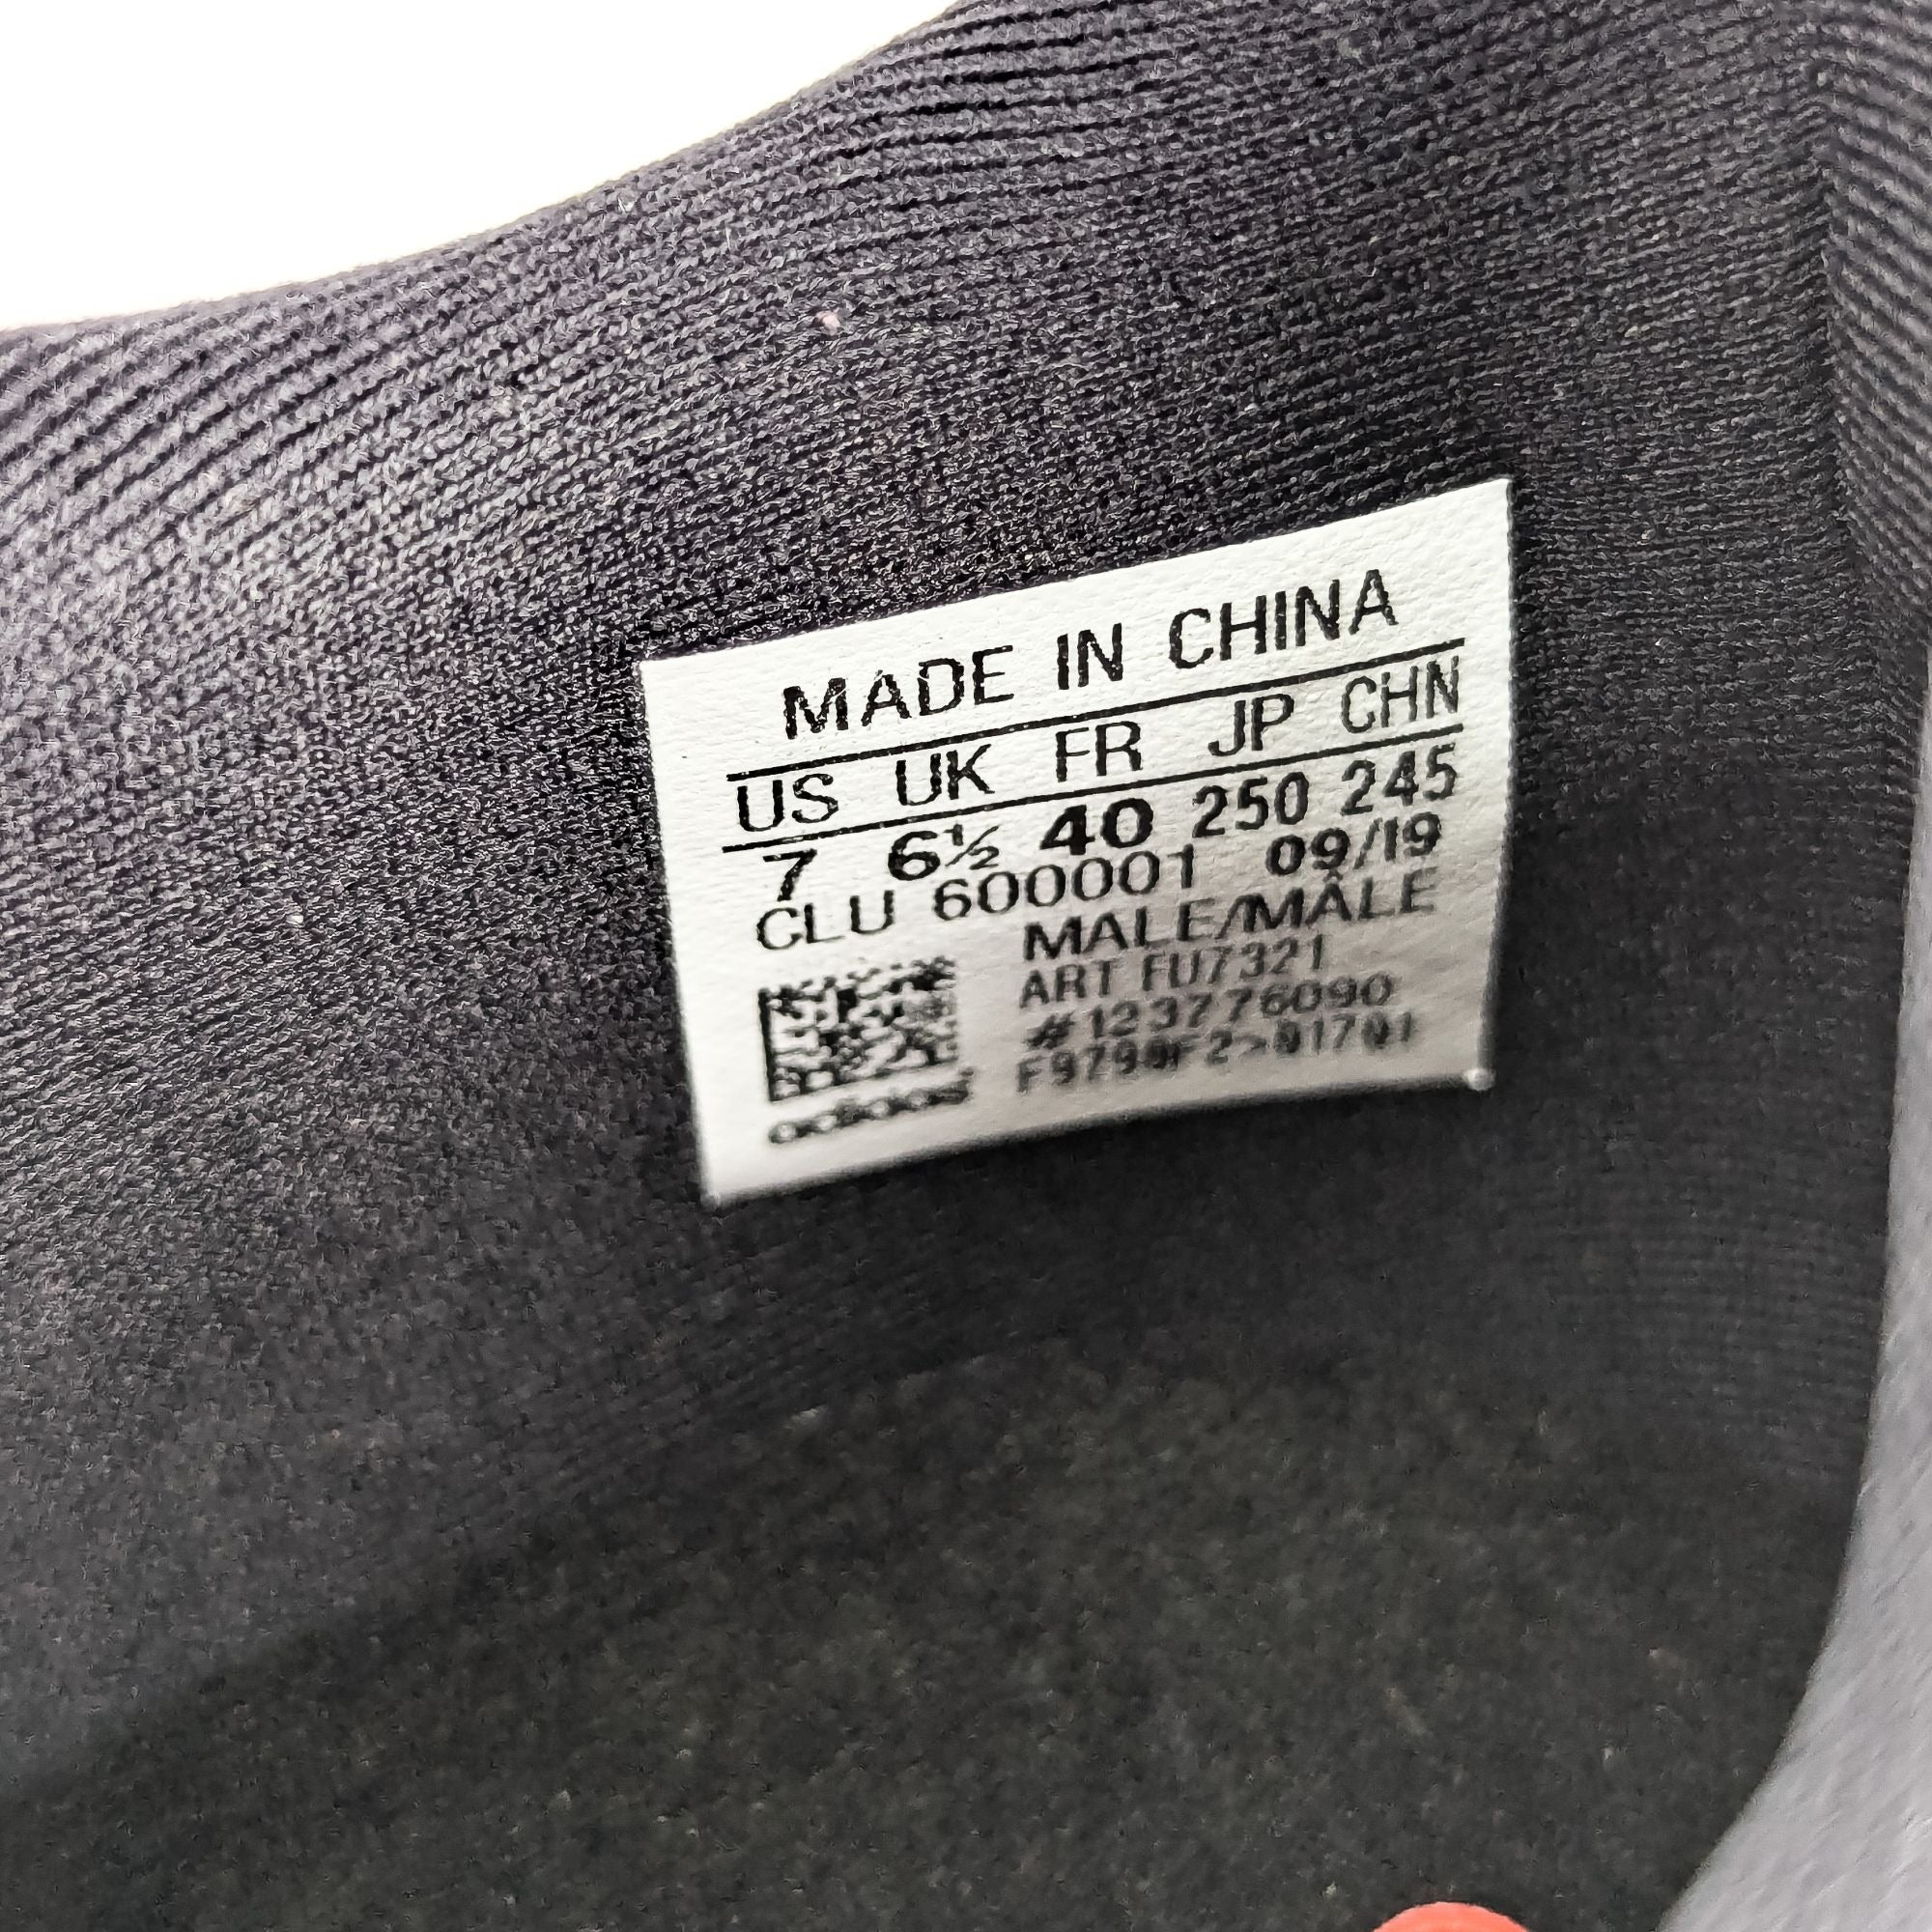 MADE IN CHINA
US UK FR JP CHN
7 6½ 40 250 245
CLU 600001 09/19
MALE/MÂLE
ART FU7321
#123776090
adidas